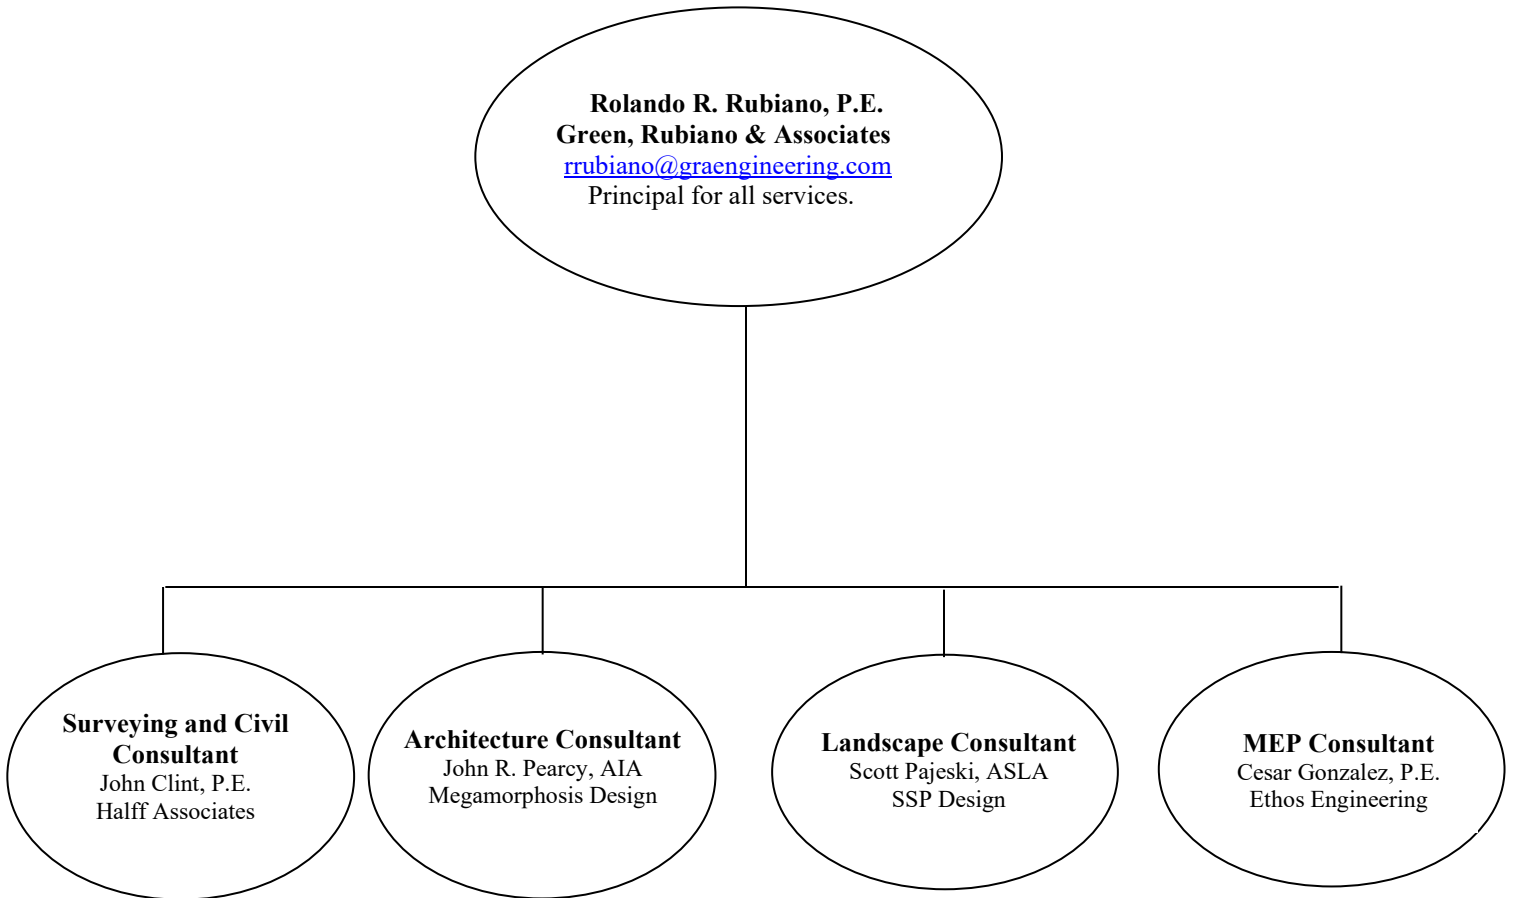 Rolando R. Rubiano, P.E.
Green, Rubiano & Associates
rrubiano@graengineering.com
Principal for all services.
Surveying and Civil
Consultant
John Clint, P.E.
Halff Associates
Architecture Consultant
John R. Pearcy, AIA
Megamorphosis Design
Landscape Consultant
Scott Pajeski, ASLA
SSP Design
MEP Consultant
Cesar Gonzalez, P.E.
Ethos Engineering